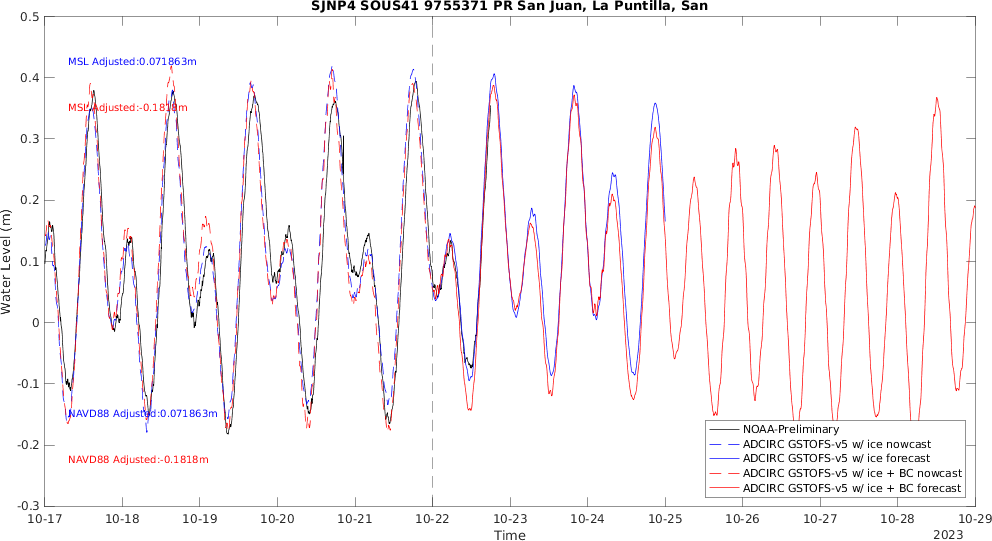 SJNP4 SOUS41 9755371 PR San Juan, La Puntilla, San
0.5
0.4
0.3
0.2
0.1
0
-0.1
-0.2
-0.3
Water Level (m)
MSL Adjusted:0.071863m
MSL Adjusted:-0.1818m
NAVD88 Adjusted:0.071863m
NAVD88 Adjusted:-0.1818m
NOAA-Preliminary
ADCIRC GSTOFS-v5 w/ ice nowcast
ADCIRC GSTOFS-v5 w/ ice forecast
ADCIRC GSTOFS-v5 w/ ice + BC nowcast
ADCIRC GSTOFS-v5 w/ ice + BC forecast
10-17 10-18 10-19 10-20 10-21 10-22 10-23 10-24 10-25 10-26 10-27 10-28 10-29
Time
2023